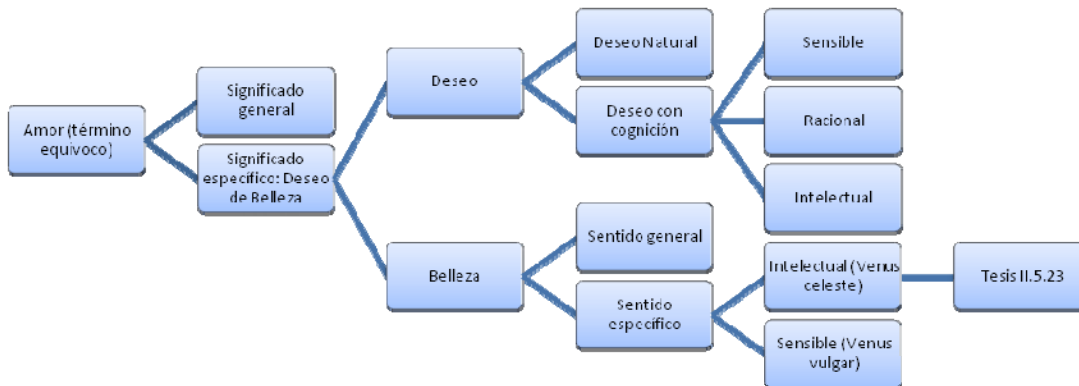 Amor (término
equivoco)
Significado
general
Significado
específico: Deseo
de Belleza
Deseo
Deseo Natural
Deseo con
cognición
Sensible
Racional
Intelectual
Belleza
Sentido general
Sentido
específico
Intelectual (Venus
celeste)
Tesis II.5.23
Sensible (Venus
vulgar)